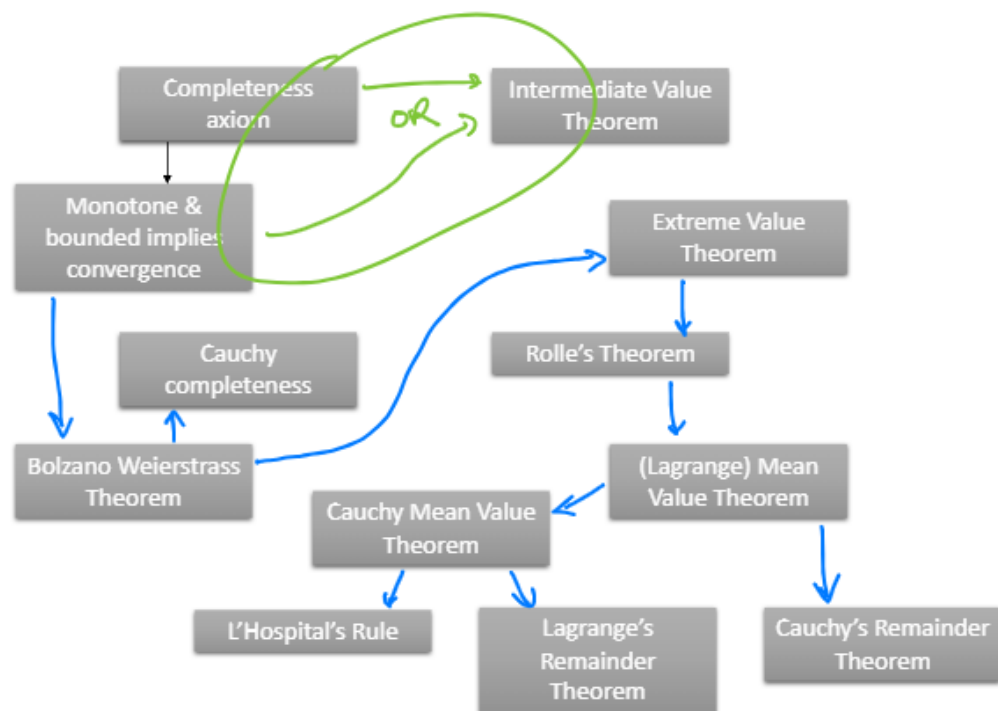 Completeness
axiom
OR
Intermediate Value
Theorem
Monotone &
bounded implies
convergence
Extreme Value
Theorem
Cauchy
completeness
Rolle's Theorem
Bolzano Weierstrass
Theorem
(Lagrange) Mean
Value Theorem
Cauchy Mean Value
Theorem
L'Hospital's Rule
Lagrange's
Remainder
Theorem
Cauchy's Remainder
Theorem